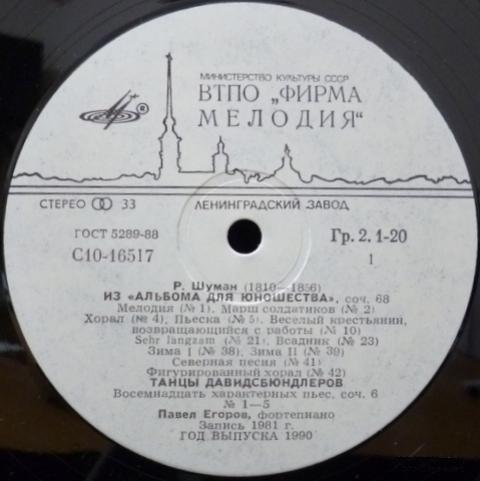 МИНИСТЕРСТВО КУЛЬТУРЫ СССР
ВТПО „ФИРМА
МЕЛОДИЯ“
®
СТЕРЕО 33 ЛЕНИНГРАДСКИЙ ЗАВОД
ГОСТ 5289-88
С10-16517
Гр. 2. 1-20
1
Р. Шуман (1810—1856)
ИЗ «АЛЬБОМА ДЛЯ ЮНОШЕСТВА», соч. 68
Мелодия (№ 1), Марш солдатиков (№ 2)
Хорал (№ 4), Пьеска (№ 5), Веселый крестьянин,
возвращающийся с работы (№ 10)
Sehr langzam (№ 21), Всадник (№ 23)
Зима I (№ 38), Зима II (№ 39)
Северная песня (№ 41)
Фигурированный хорал (№ 42)
ТАНЦЫ ДАВИДСБЮНДЛЕРОВ
Восемнадцать характерных пьес, соч. 6
№ 1—5
Павел Егоров, фортепиано
Запись 1981 г.
ГОД ВЫПУСКА 1990